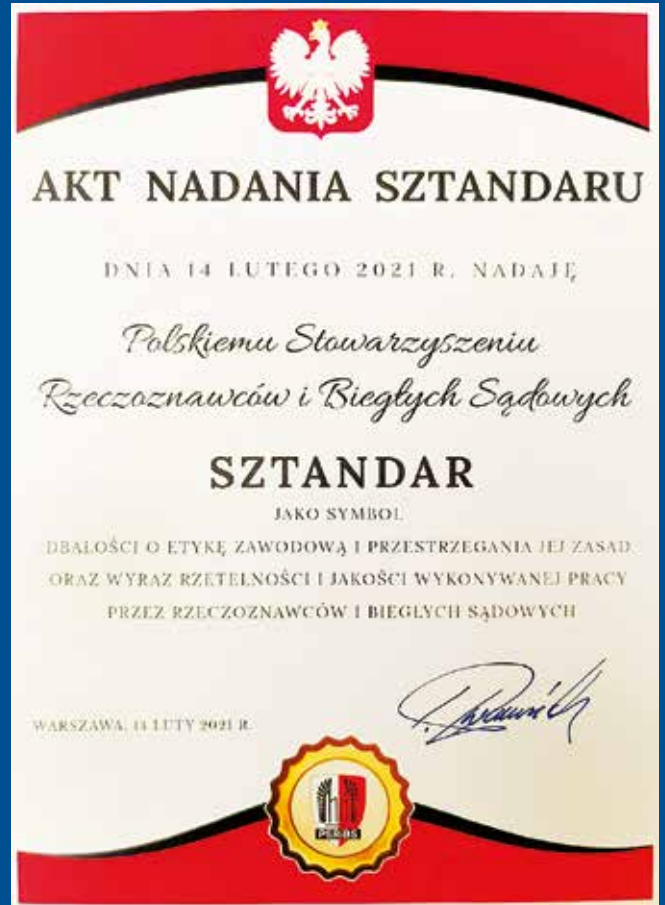 AKT NADANIA SZTANDARU
DNIA 14 LUTEGO 2021 R. NADAJĘ
Polskiemu Stowarzyszeniu
Rzeczoznawców i Biegłych Sądowych
SZTANDAR
JAKO SYMBOL
DBAŁOŚCI O ETYKĘ ZAWODOWĄ I PRZESTRZEGANIA JEJ ZASAD
ORAZ WYRAZ RZETELNOŚCI I JAKOŚCI WYKONYWANEJ PRACY
PRZEZ RZECZOZNAWCÓW I BIEGŁYCH SĄDOWYCH
WARSZAWA, 14 LUTY 2021 R.